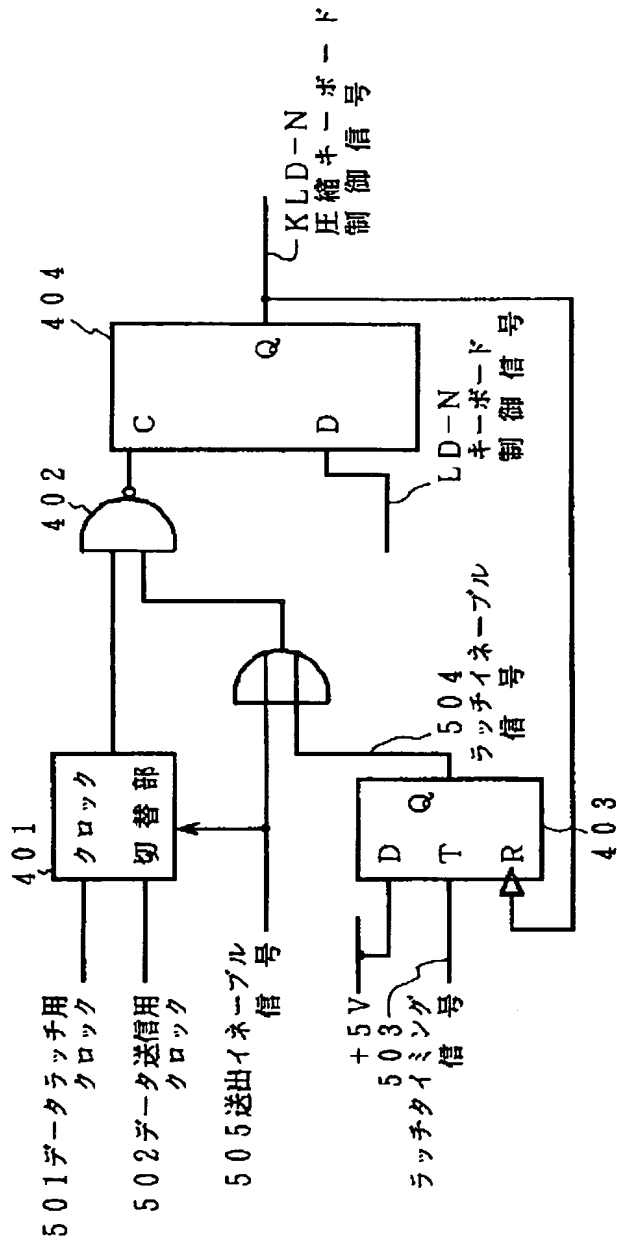 501データラッチ用
クロック
502データ送信用
クロック
505送出イネーブル
信号
+5V
503
ラッチタイミング
信号
401
クロック
切替部
D
T
R
Q
403
504
ラッチイネーブル
信号
402
C
D
Q
404
LD-N
キーボード
制御信号
KLD-N
圧縮キーボード
制御信号